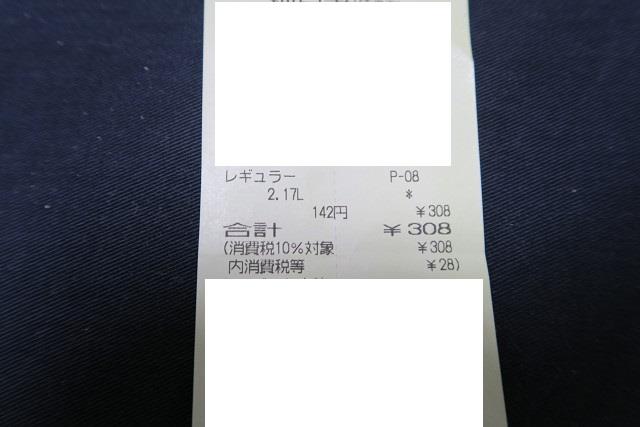 レギュラー P-08
2.17L *
142円 ¥308
合計 ¥308
(消費税10%対象 ¥308
内消費税等 ¥28)